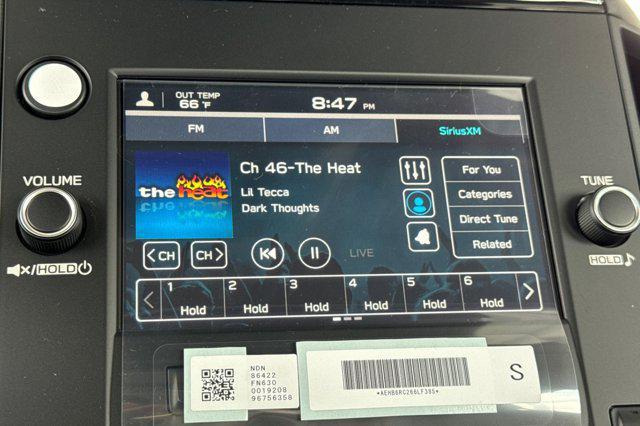 OUT TEMP
66°F
8:47 PM
FM
AM
SiriusXM
the heat
Ch 46-The Heat
Lil Tecca
Dark Thoughts
For You
Categories
Direct Tune
Related
VOLUME
TUNE
HOLD
HOLD
< CH
CH >
LIVE
1 Hold
2 Hold
3 Hold
4 Hold
5 Hold
6 Hold
NDN
86422
FN630
0019208
96756358
*AEHB6RC266LF38S*
S